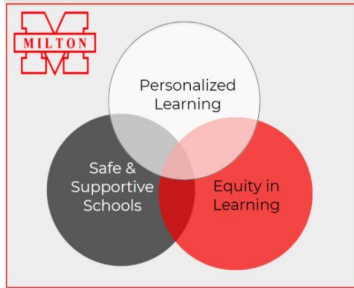 MILTON
Personalized
Learning
Safe &
Supportive
Schools
Equity in
Learning